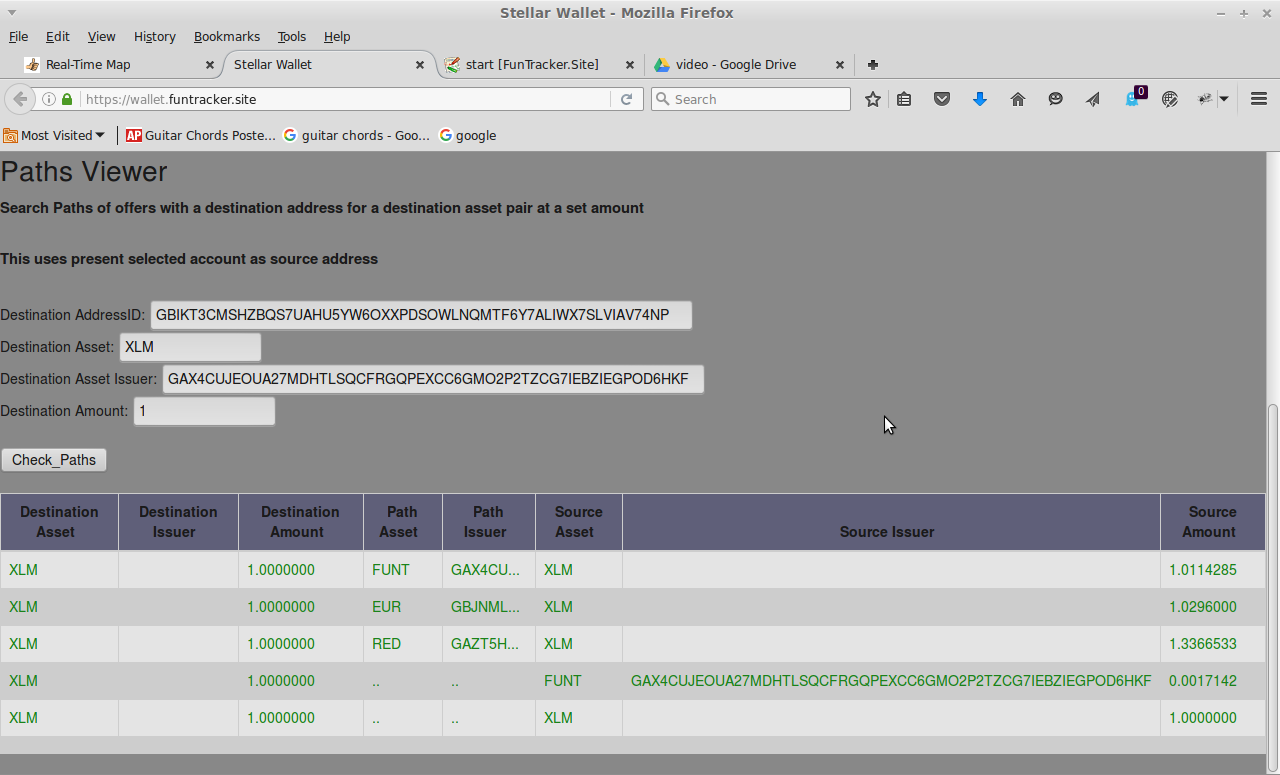 Stellar Wallet - Mozilla Firefox
File Edit View History Bookmarks Tools Help
Real-Time Map Stellar Wallet start [FunTracker.Site] video - Google Drive
https://wallet.funtracker.site Search 0
Most Visited AP Guitar Chords Poste... guitar chords - Goo... google
Paths Viewer
Search Paths of offers with a destination address for a destination asset pair at a set amount
This uses present selected account as source address
Destination AddressID: GBIKT3CMSHZBQS7UAHU5YW6OXXPDSOWLNQMTF6Y7ALIWX7SLVIAV74NP
Destination Asset: XLM
Destination Asset Issuer: GAX4CUJEOUA27MDHTLSQCFRGQPEXCC6GMO2P2TZCG7IEBZIEGPOD6HKF
Destination Amount: 1
Check_Paths
Destination Asset Destination Issuer Destination Amount Path Asset Path Issuer Source Asset Source Issuer Source Amount
XLM 1.0000000 FUNT GAX4CU... XLM 1.0114285
XLM 1.0000000 EUR GBJNML... XLM 1.0296000
XLM 1.0000000 RED GAZT5H... XLM 1.3366533
XLM 1.0000000 .. .. FUNT GAX4CUJEOUA27MDHTLSQCFRGQPEXCC6GMO2P2TZCG7IEBZIEGPOD6HKF 0.0017142
XLM 1.0000000 .. .. XLM 1.0000000